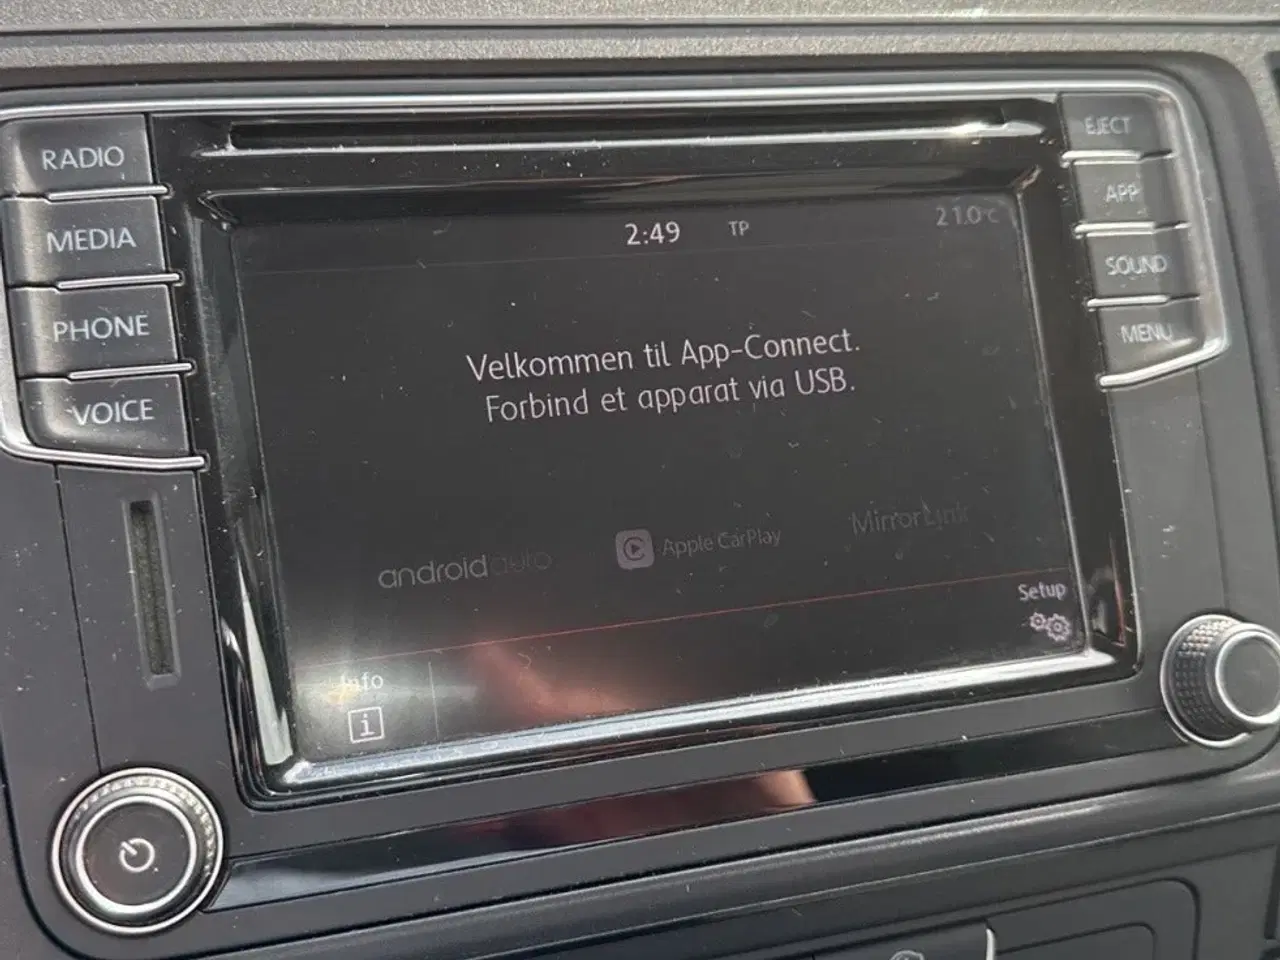 RADIO
MEDIA
PHONE
VOICE
EJECT
APP
SOUND
MENU
2:49 TP 21.0°C
Velkommen til App-Connect.
Forbind et apparat via USB.
androidauto
Apple CarPlay
MirrorLink
Setup
Info
i